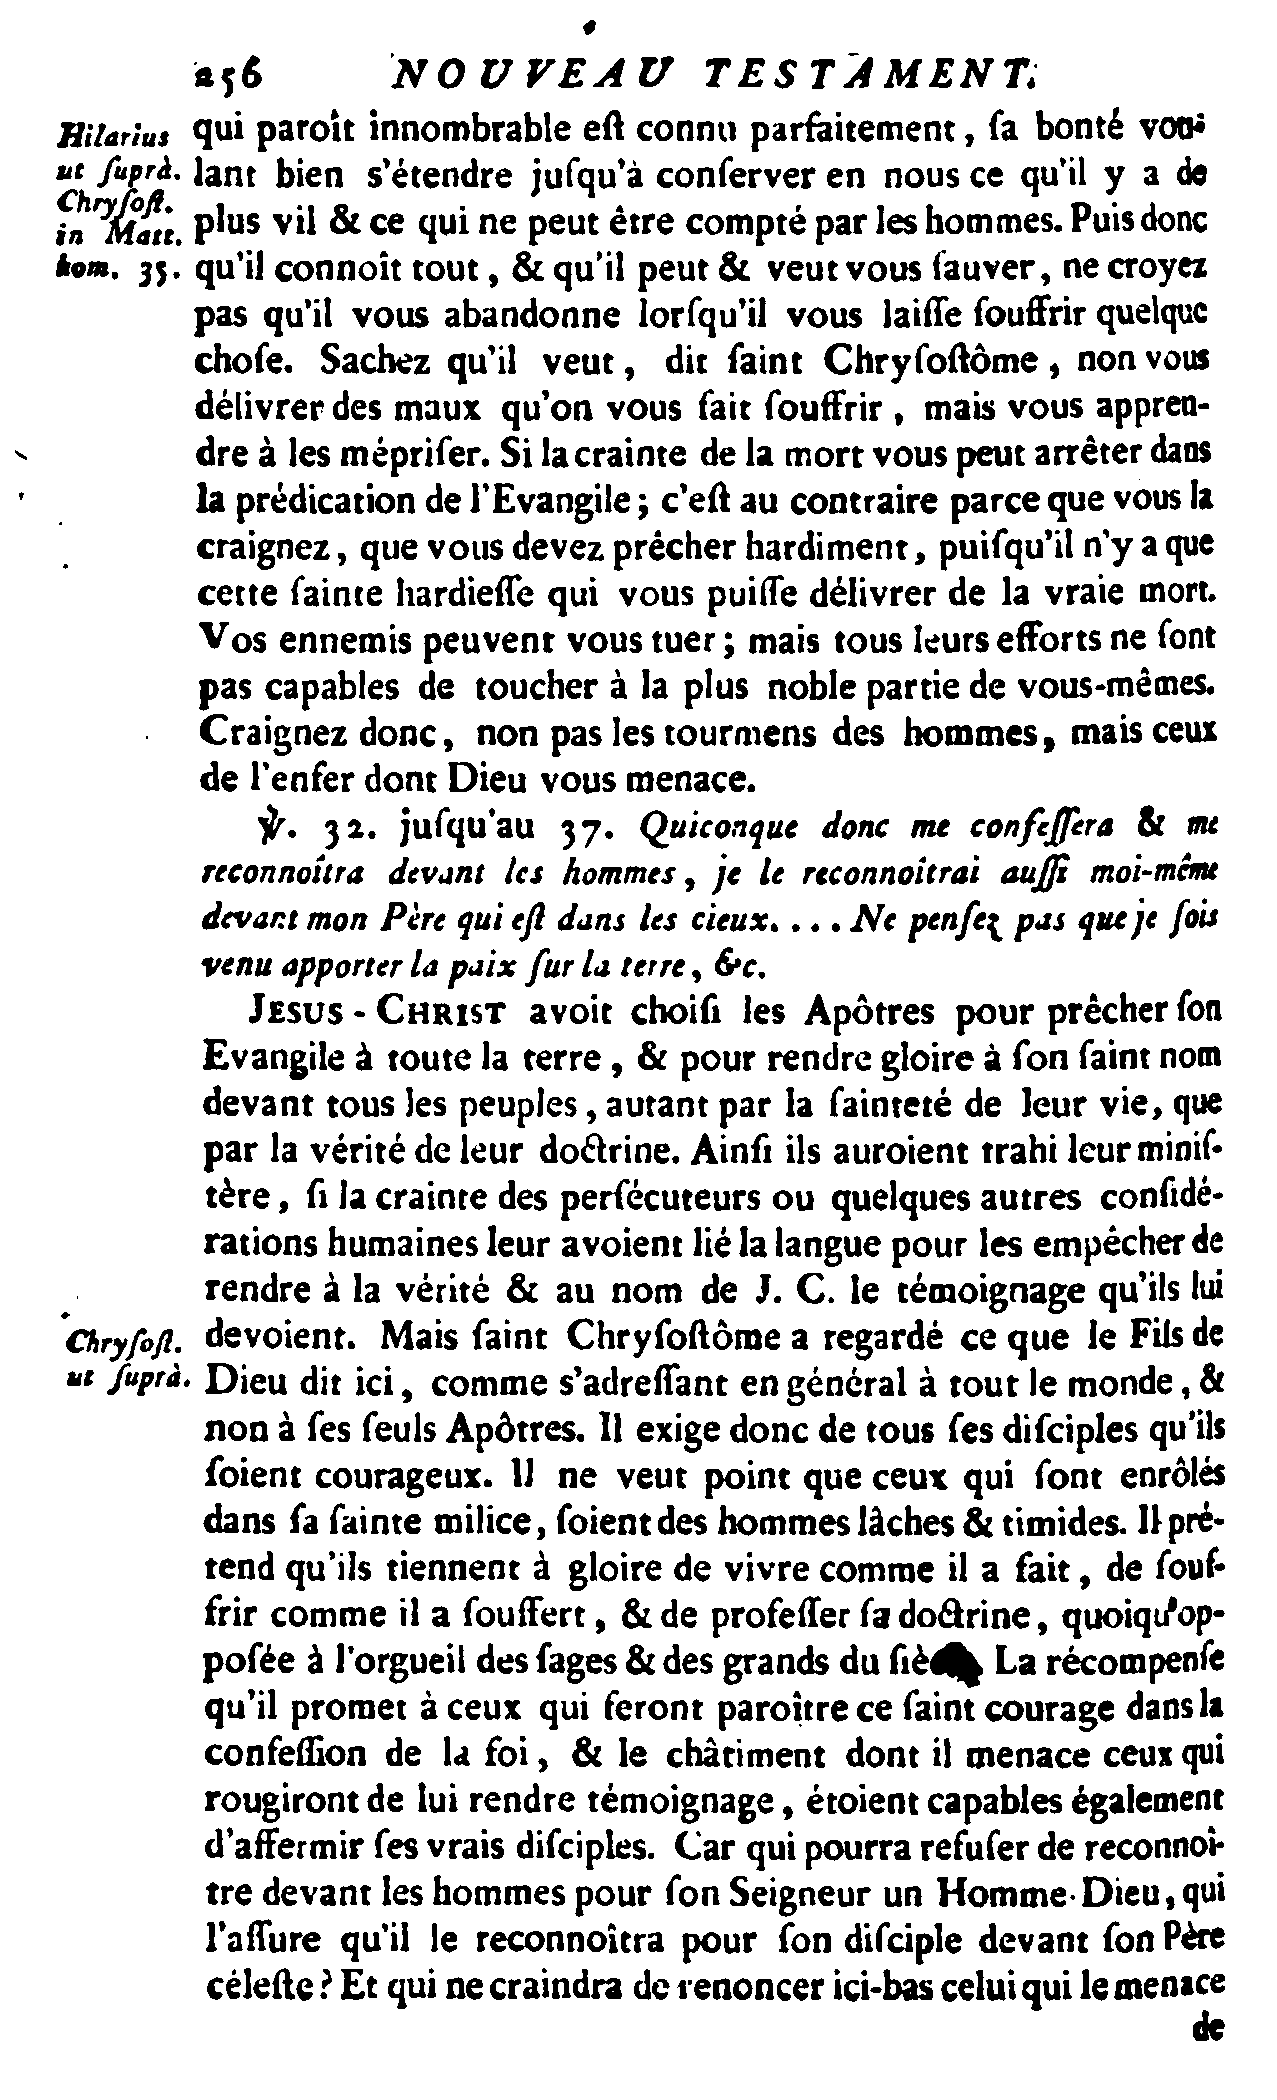 256 NOUVEAU TESTAMENT.
Hilarius
ut ſuprà.
Chryſoſt.
in Matt.
hom. 35.
qui paroît innombrable eſt connu parfaitement, ſa bonté vou-
lant bien s'étendre juſqu'à conſerver en nous ce qu'il y a de
plus vil & ce qui ne peut être compté par les hommes. Puis donc
qu'il connoît tout, & qu'il peut & veut vous ſauver, ne croyez
pas qu'il vous abandonne lorſqu'il vous laiſſe ſouffrir quelque
choſe. Sachez qu'il veut, dit ſaint Chryſoſtôme, non vous
délivrer des maux qu'on vous fait ſouffrir, mais vous appren-
dre à les mépriſer. Si la crainte de la mort vous peut arrêter dans
la prédication de l'Evangile; c'eſt au contraire parce que vous la
craignez, que vous devez prêcher hardiment, puiſqu'il n'y a que
cette ſainte hardieſſe qui vous puiſſe délivrer de la vraie mort.
Vos ennemis peuvent vous tuer; mais tous leurs efforts ne ſont
pas capables de toucher à la plus noble partie de vous-mêmes.
Craignez donc, non pas les tourmens des hommes, mais ceux
de l'enfer dont Dieu vous menace.
℣. 32. juſqu'au 37. Quiconque donc me confeſſera & me
reconnoîtra devant les hommes, je le reconnoîtrai auſſi moi-même
devant mon Père qui eſt dans les cieux.... Ne penſez pas que je ſois
venu apporter la paix ſur la terre, &c.
JESUS-CHRIST avoit choiſi les Apôtres pour prêcher ſon
Evangile à toute la terre, & pour rendre gloire à ſon ſaint nom
devant tous les peuples, autant par la ſainteté de leur vie, que
par la vérité de leur doctrine. Ainſi ils auroient trahi leur miniſ-
tère, ſi la crainte des perſécuteurs ou quelques autres conſidé-
rations humaines leur avoient lié la langue pour les empêcher de
rendre à la vérité & au nom de J. C. le témoignage qu'ils lui
Chryſoſt.
ut ſuprà.
devoient. Mais ſaint Chryſoſtôme a regardé ce que le Fils de
Dieu dit ici, comme s'adreſſant en général à tout le monde, &
non à ſes ſeuls Apôtres. Il exige donc de tous ſes diſciples qu'ils
ſoient courageux. Il ne veut point que ceux qui ſont enrôlés
dans ſa ſainte milice, ſoient des hommes lâches & timides. Il pré-
tend qu'ils tiennent à gloire de vivre comme il a fait, de ſouf-
frir comme il a ſouffert, & de profeſſer ſa doctrine, quoiqu'op-
poſée à l'orgueil des ſages & des grands du La récompenſe
qu'il promet à ceux qui feront paroître ce ſaint courage dans la
confeſſion de la foi, & le châtiment dont il menace ceux qui
rougiront de lui rendre témoignage, étoient capables également
d'affermir ſes vrais diſciples. Car qui pourra refuſer de reconnoî-
tre devant les hommes pour ſon Seigneur un Homme-Dieu, qui
l'aſſure qu'il le reconnoîtra pour ſon diſciple devant ſon Père
céleſte? Et qui ne craindra de renoncer ici-bas celui qui le menace
de